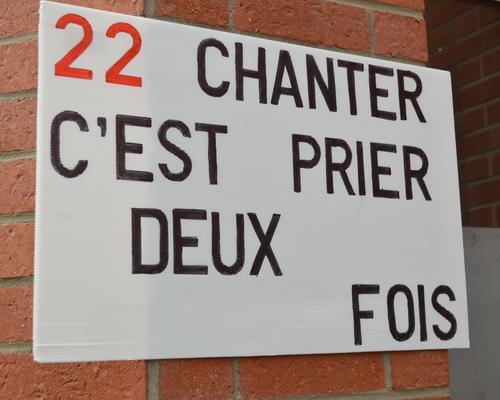 22 CHANTER
C'EST PRIER
DEUX
FOIS